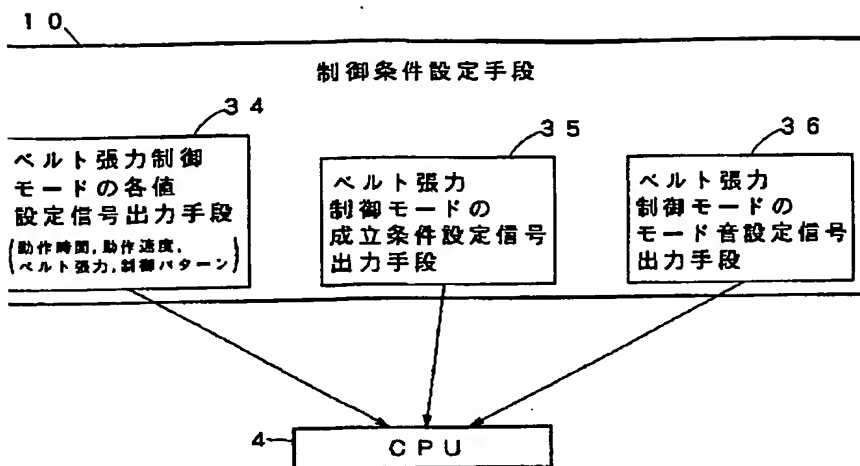 10
制御条件設定手段
34
ベルト張力制御
モードの各値
設定信号出力手段
(動作時間,動作速度,
ベルト張力,制御パターン)
35
ベルト張力
制御モードの
成立条件設定信号
出力手段
36
ベルト張力
制御モードの
モード音設定信号
出力手段
4
CPU